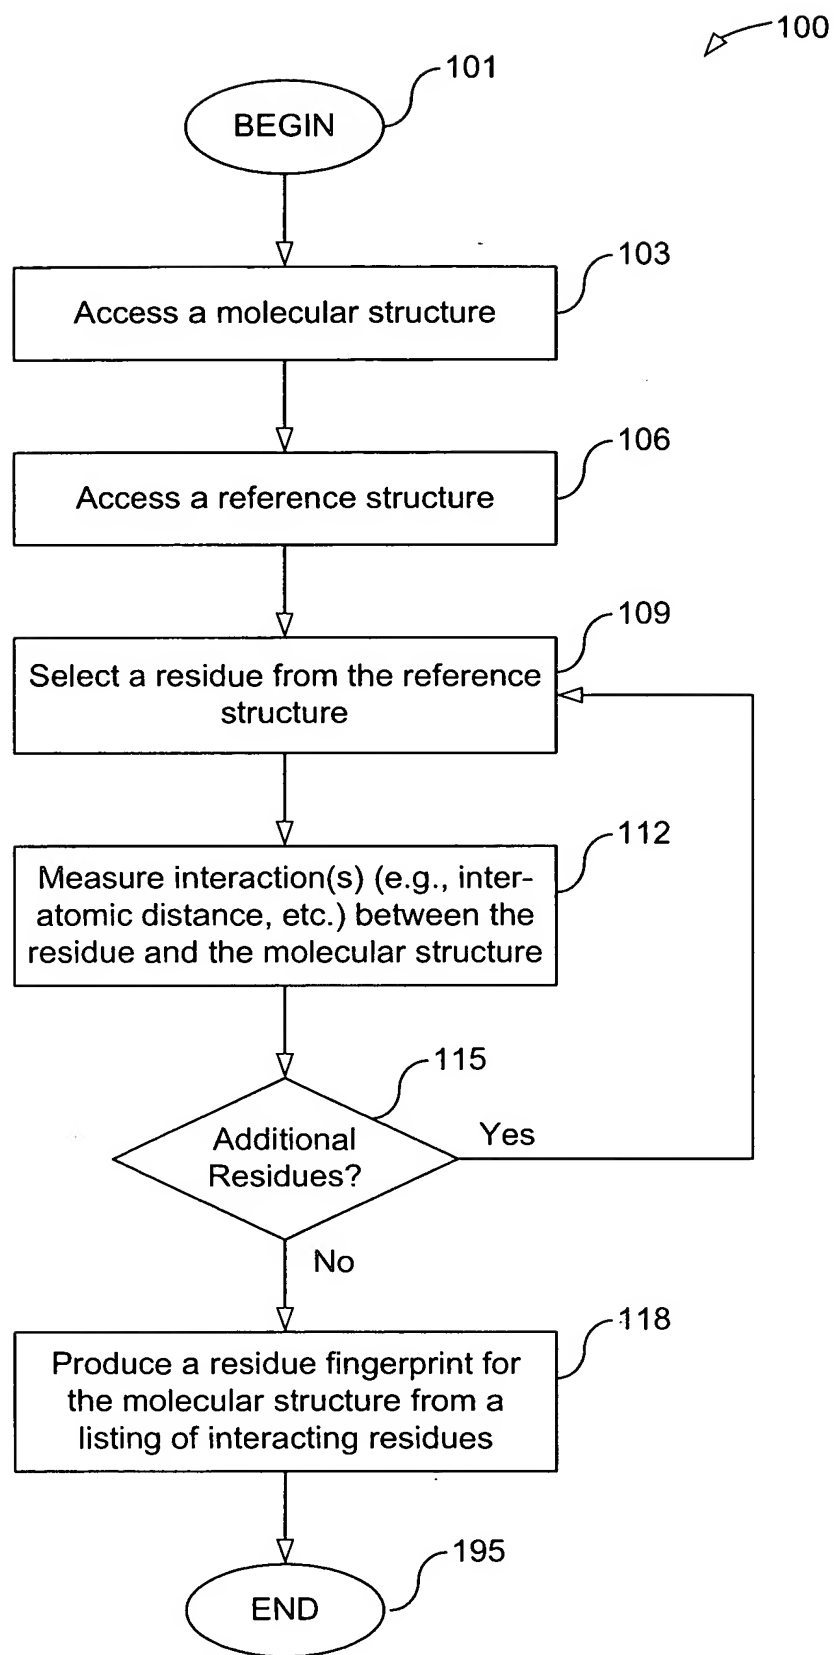 100
101
BEGIN
103
Access a molecular structure
106
Access a reference structure
109
Select a residue from the reference
structure
112
Measure interaction(s) (e.g., inter-
atomic distance, etc.) between the
residue and the molecular structure
115
Additional
Residues?
Yes
No
118
Produce a residue fingerprint for
the molecular structure from a
listing of interacting residues
195
END